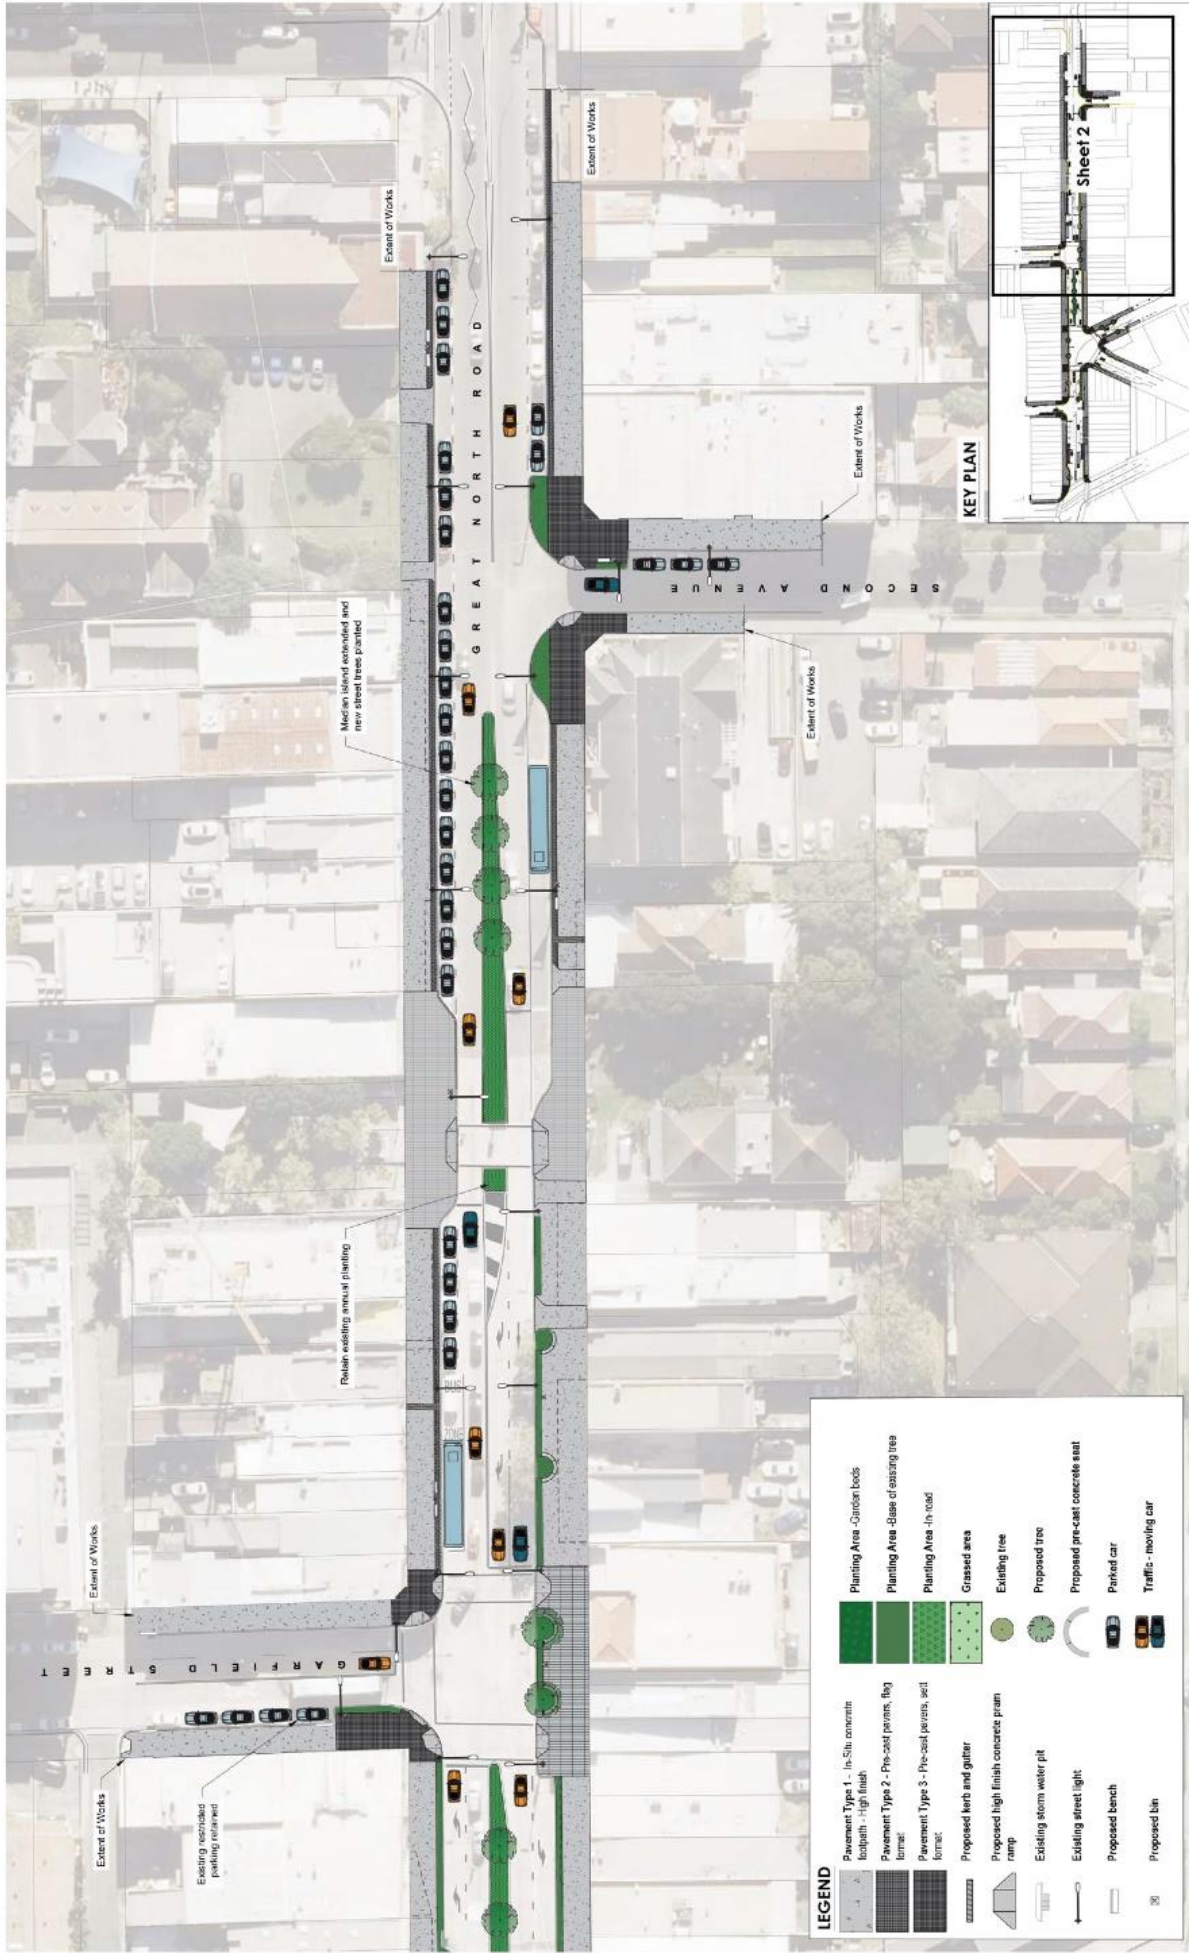 Extent of Works
Extent of Works
Extent of Works
Extent of Works
Extent of Works
Extent of Works
GARFIELD STREET
Existing restricted
parking retained
Retain existing annual planting
Median island extended and
new street trees planted
GREAT NORTH ROAD
SECOND AVENUE
BUS
ZONE
LEGEND
Pavement Type 1 - In-Situ concrete
footpath - High finish
Pavement Type 2 - Pre-cast pavers, flag
format
Pavement Type 3 - Pre-cast pavers, sett
format
Proposed kerb and gutter
Proposed high finish concrete pram
ramp
Existing storm water pit
Existing street light
Proposed bench
Proposed bin
Planting Area -Garden beds
Planting Area -Base of existing tree
Planting Area -In-road
Grassed area
Existing tree
Proposed tree
Proposed pre-cast concrete seat
Parked car
Traffic - moving car
KEY PLAN
Sheet 2